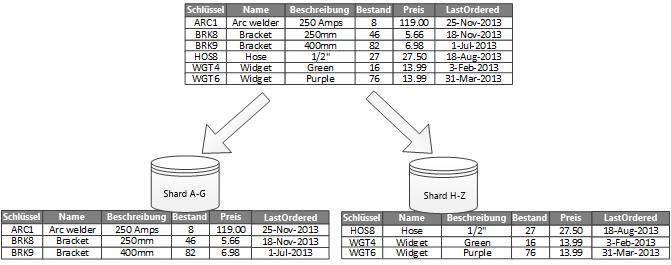 Schlüssel Name Beschreibung Bestand Preis LastOrdered
ARC1 Arc welder 250 Amps 8 119.00 25-Nov-2013
BRK8 Bracket 250mm 46 5.66 18-Nov-2013
BRK9 Bracket 400mm 82 6.98 1-Jul-2013
HOS8 Hose 1/2" 27 27.50 18-Aug-2013
WGT4 Widget Green 16 13.99 3-Feb-2013
WGT6 Widget Purple 76 13.99 31-Mar-2013
Shard A-G
Schlüssel Name Beschreibung Bestand Preis LastOrdered
ARC1 Arc welder 250 Amps 8 119.00 25-Nov-2013
BRK8 Bracket 250mm 46 5.66 18-Nov-2013
BRK9 Bracket 400mm 82 6.98 1-Jul-2013
Shard H-Z
Schlüssel Name Beschreibung Bestand Preis LastOrdered
HOS8 Hose 1/2" 27 27.50 18-Aug-2013
WGT4 Widget Green 16 13.99 3-Feb-2013
WGT6 Widget Purple 76 13.99 31-Mar-2013